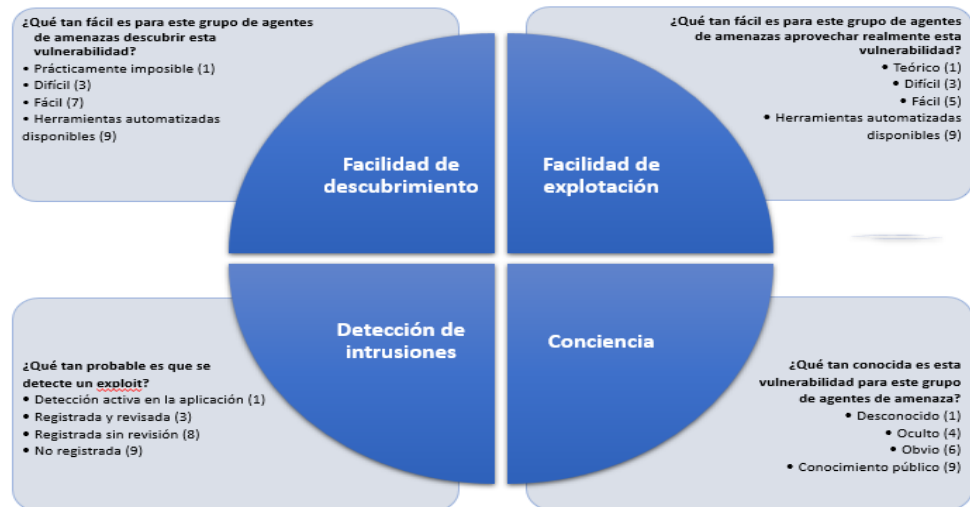 ¿Qué tan fácil es para este grupo de agentes
de amenazas descubrir esta
vulnerabilidad?
• Prácticamente imposible (1)
• Difícil (3)
• Fácil (7)
• Herramientas automatizadas
disponibles (9)
¿Qué tan fácil es para este grupo de agentes
de amenazas aprovechar realmente esta
vulnerabilidad?
• Teórico (1)
• Difícil (3)
• Fácil (5)
• Herramientas automatizadas
disponibles (9)
Facilidad de
descubrimiento
Facilidad de
explotación
Detección de
intrusiones
Conciencia
¿Qué tan probable es que se
detecte un exploit?
• Detección activa en la aplicación (1)
• Registrada y revisada (3)
• Registrada sin revisión (8)
• No registrada (9)
¿Qué tan conocida es esta
vulnerabilidad para este grupo
de agentes de amenaza?
• Desconocido (1)
• Oculto (4)
• Obvio (6)
• Conocimiento público (9)